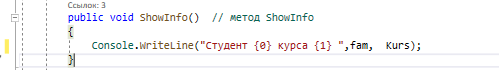 Ссылок: 3
public void ShowInfo()  // метод ShowInfo
{
Console.WriteLine("Студент {0} курса {1} ",fam,  Kurs);
}